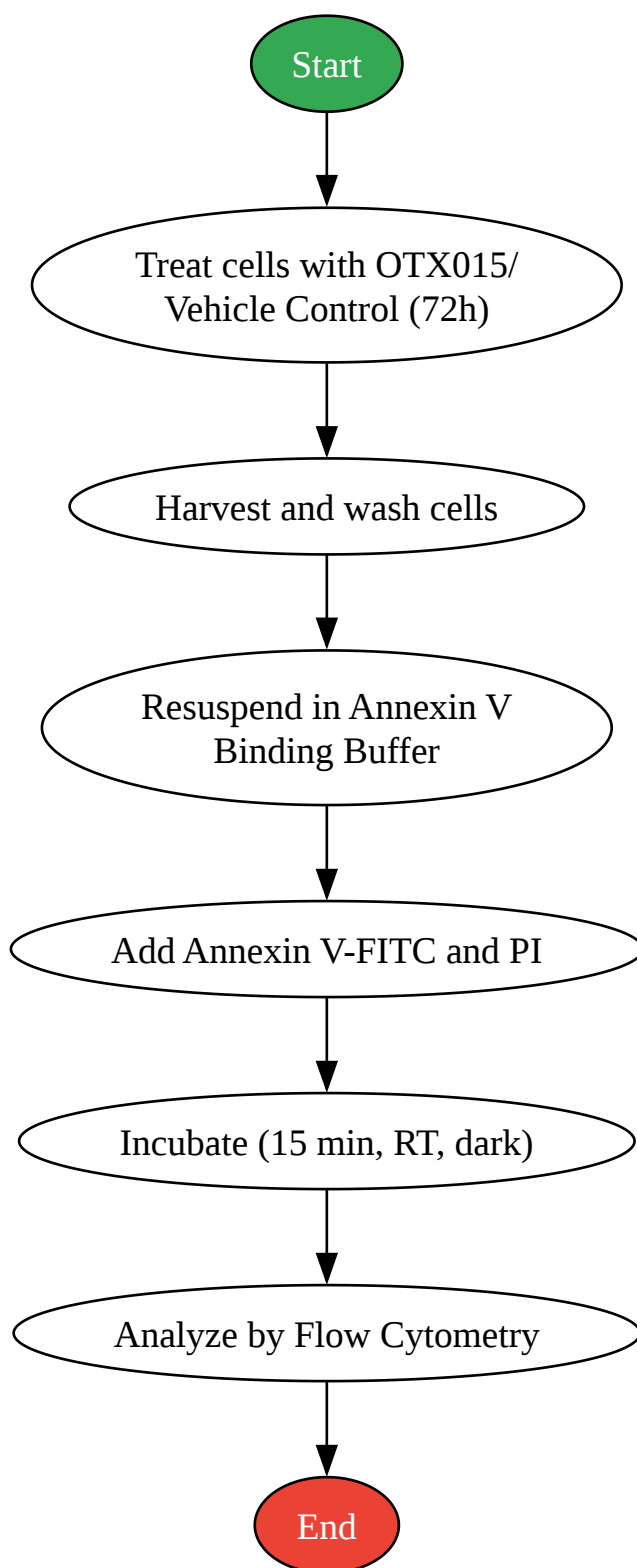 Start
Treat cells with OTX015/
Vehicle Control (72h)
Harvest and wash cells
Resuspend in Annexin V
Binding Buffer
Add Annexin V-FITC and PI
Incubate (15 min, RT, dark)
Analyze by Flow Cytometry
End